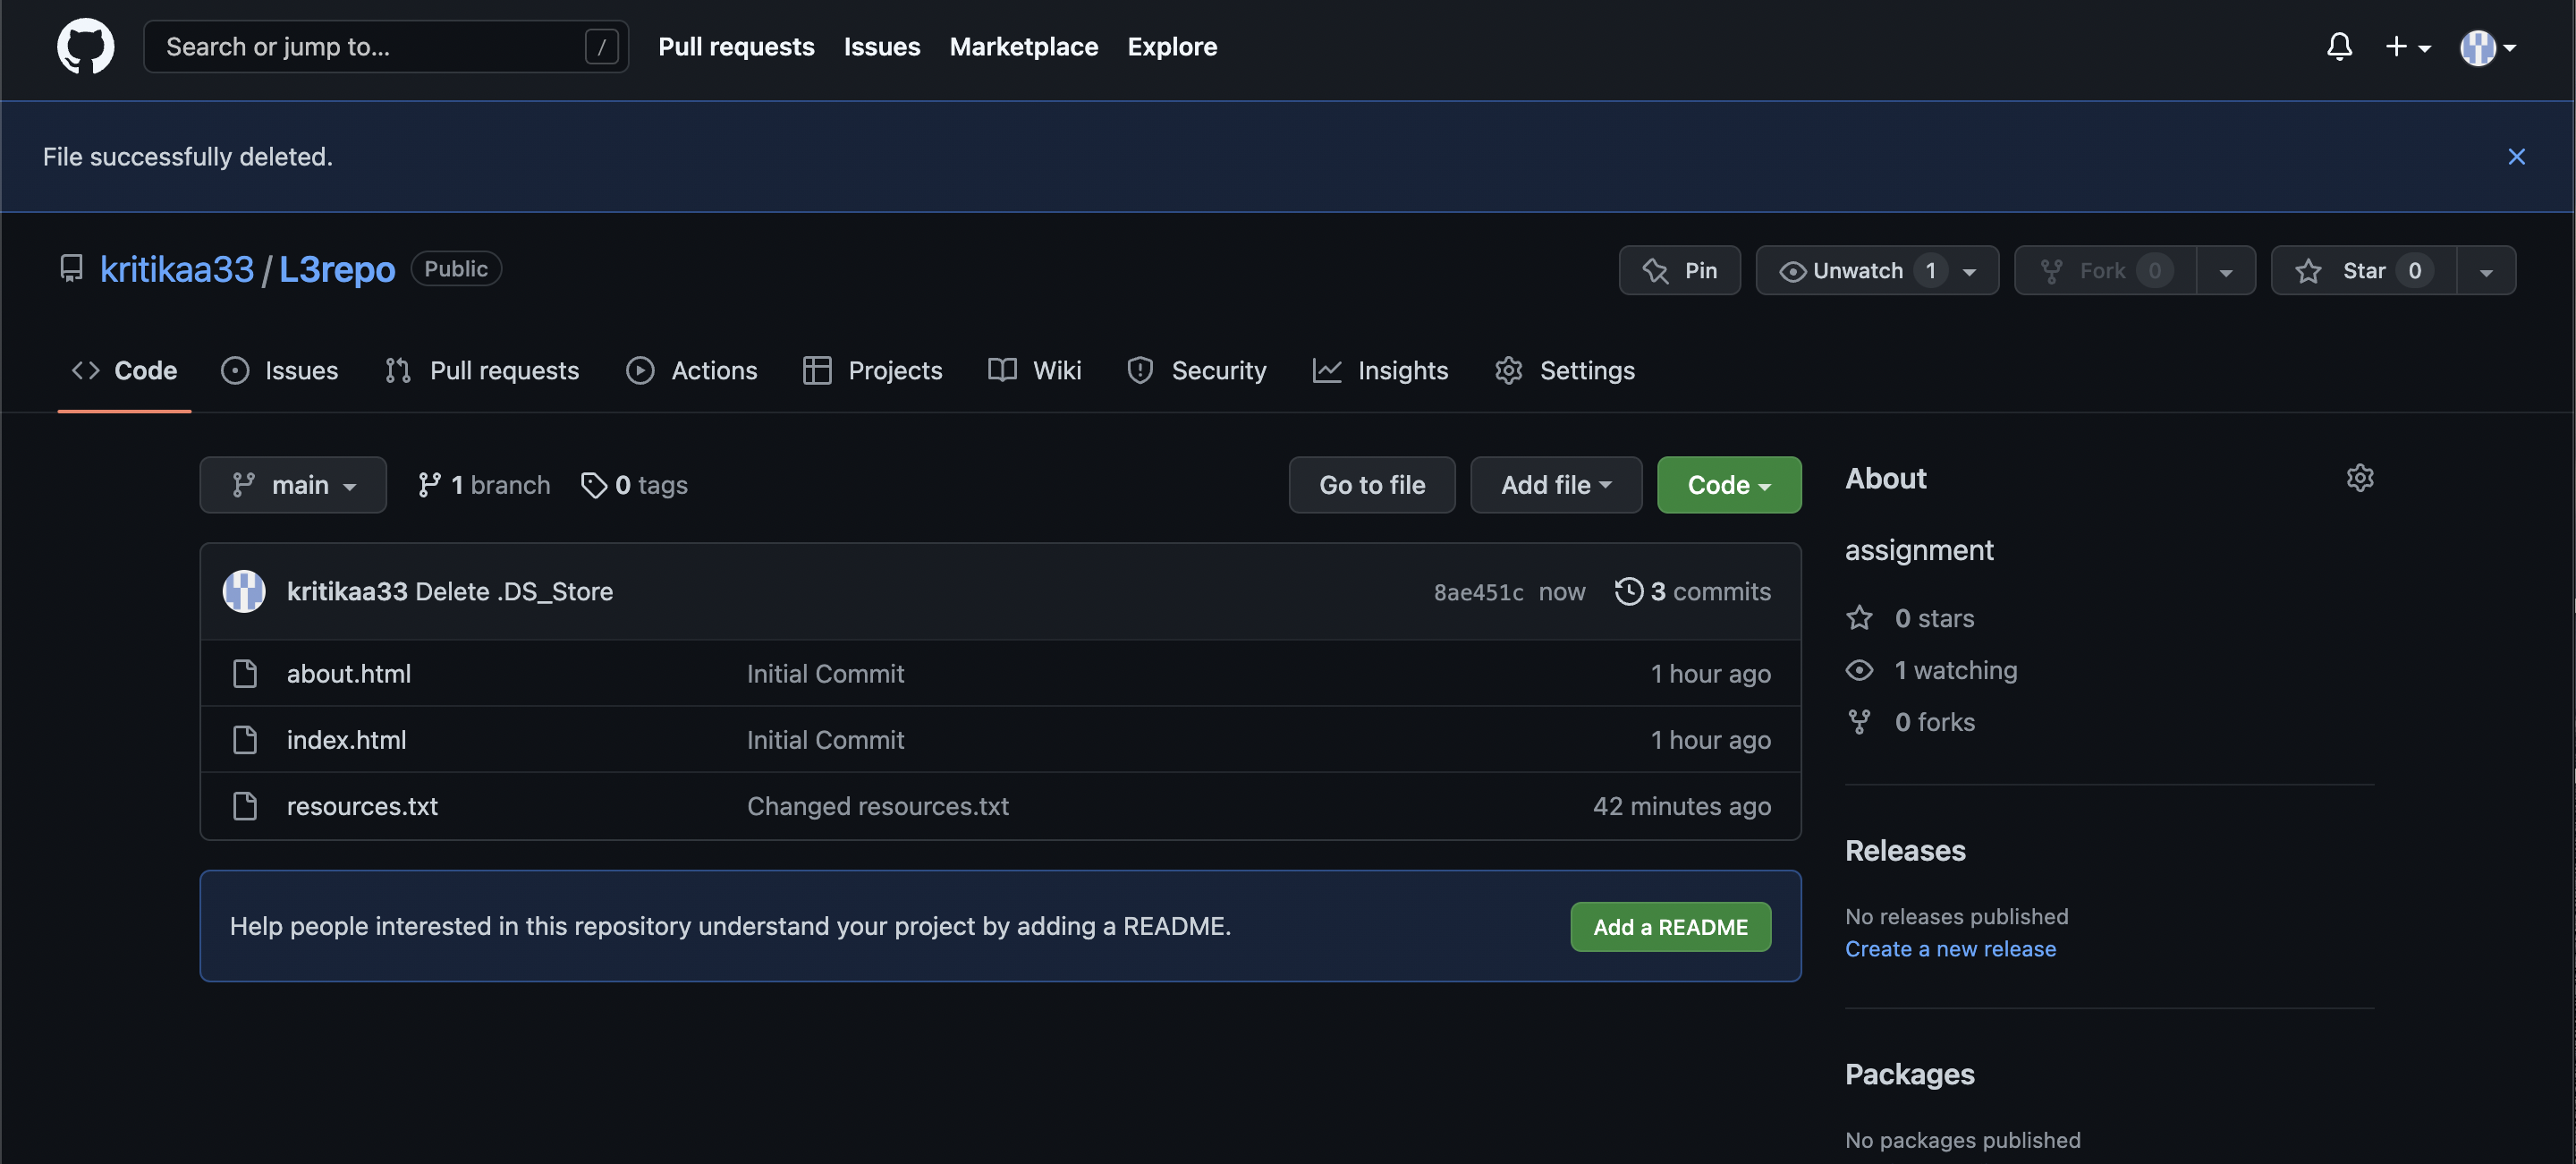 Search or jump to... / Pull requests Issues Marketplace Explore
File successfully deleted.
kritikaa33 / L3repo Public Pin Unwatch 1 Fork 0 Star 0
Code Issues Pull requests Actions Projects Wiki Security Insights Settings
main 1 branch 0 tags Go to file Add file Code
kritikaa33 Delete .DS_Store 8ae451c now 3 commits
about.html Initial Commit 1 hour ago
index.html Initial Commit 1 hour ago
resources.txt Changed resources.txt 42 minutes ago
Help people interested in this repository understand your project by adding a README. Add a README
About
assignment
0 stars
1 watching
0 forks
Releases
No releases published
Create a new release
Packages
No packages published